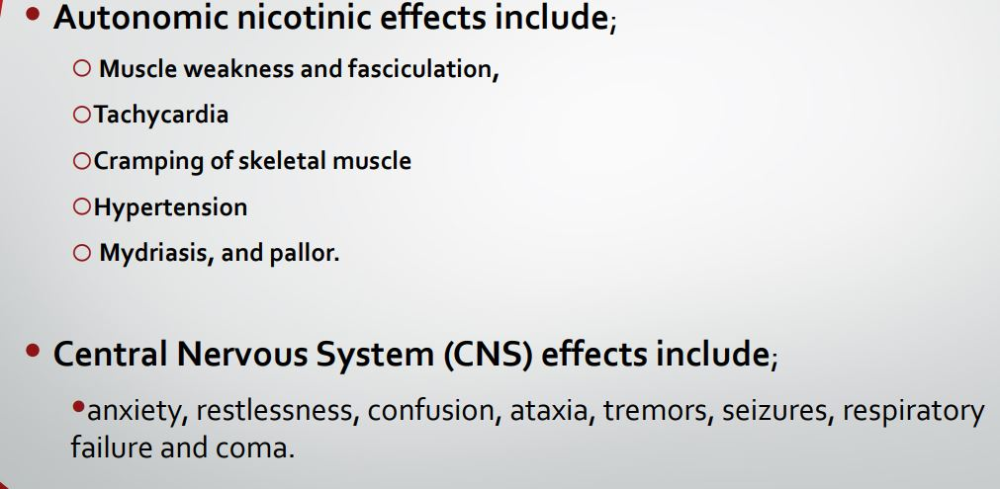 • Autonomic nicotinic effects include;
○ Muscle weakness and fasciculation,
○Tachycardia
○Cramping of skeletal muscle
○Hypertension
○ Mydriasis, and pallor.
• Central Nervous System (CNS) effects include;
•anxiety, restlessness, confusion, ataxia, tremors, seizures, respiratory
failure and coma.